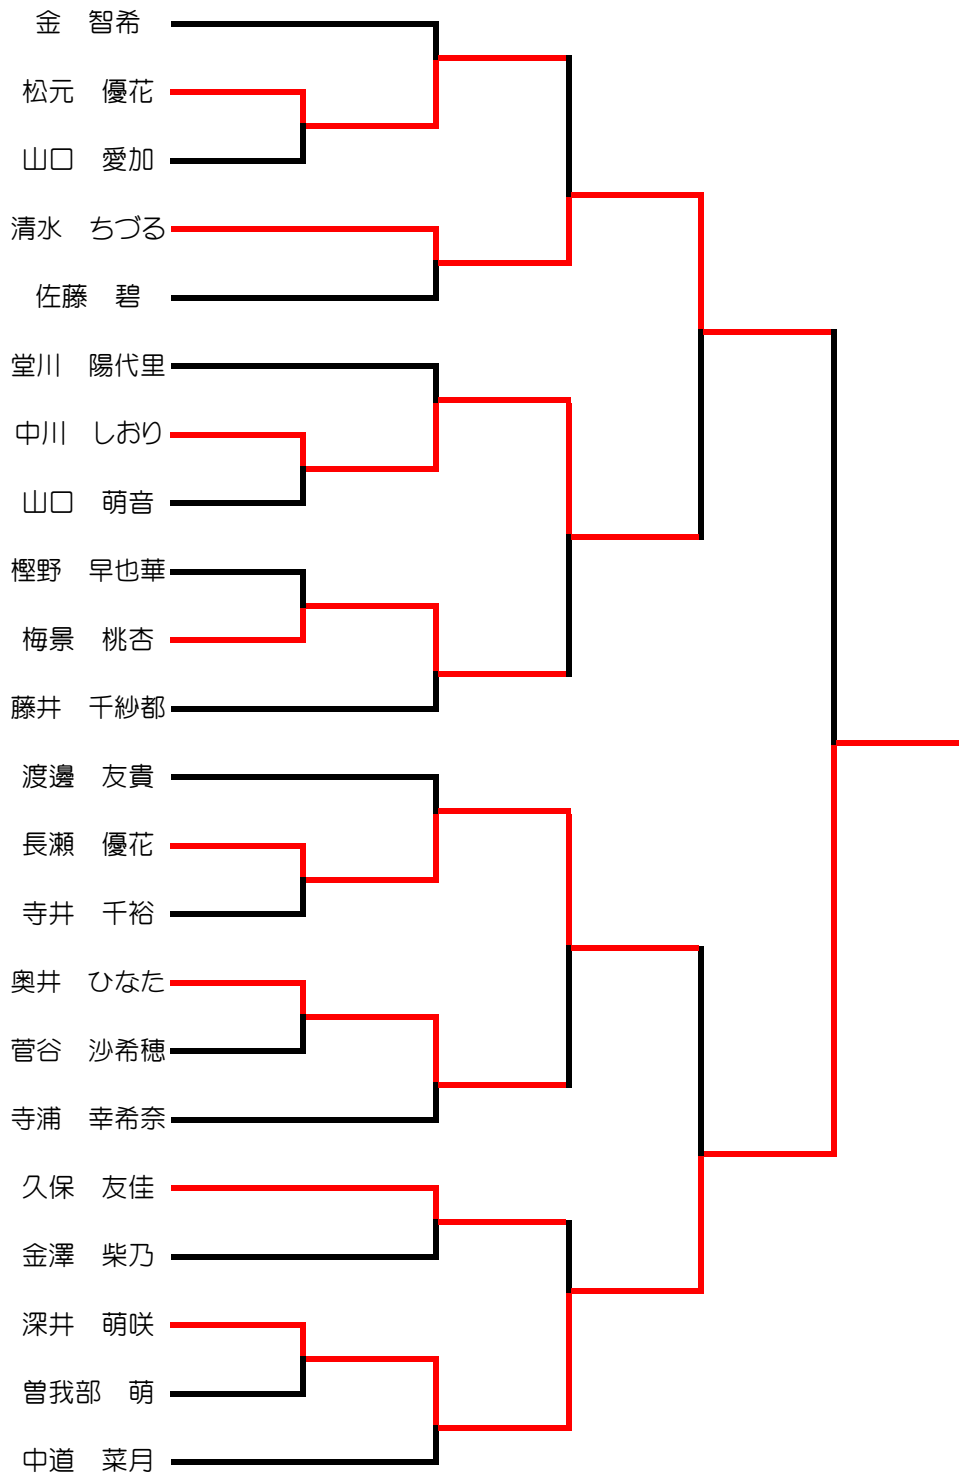 金　智希
松元　優花
山口　愛加
清水　ちづる
佐藤　碧
堂川　陽代里
中川　しおり
山口　萌音
樫野　早也華
梅景　桃杏
藤井　千紗都
渡邊　友貴
長瀬　優花
寺井　千裕
奥井　ひなた
菅谷　沙希穂
寺浦　幸希奈
久保　友佳
金澤　柴乃
深井　萌咲
曽我部　萌
中道　菜月